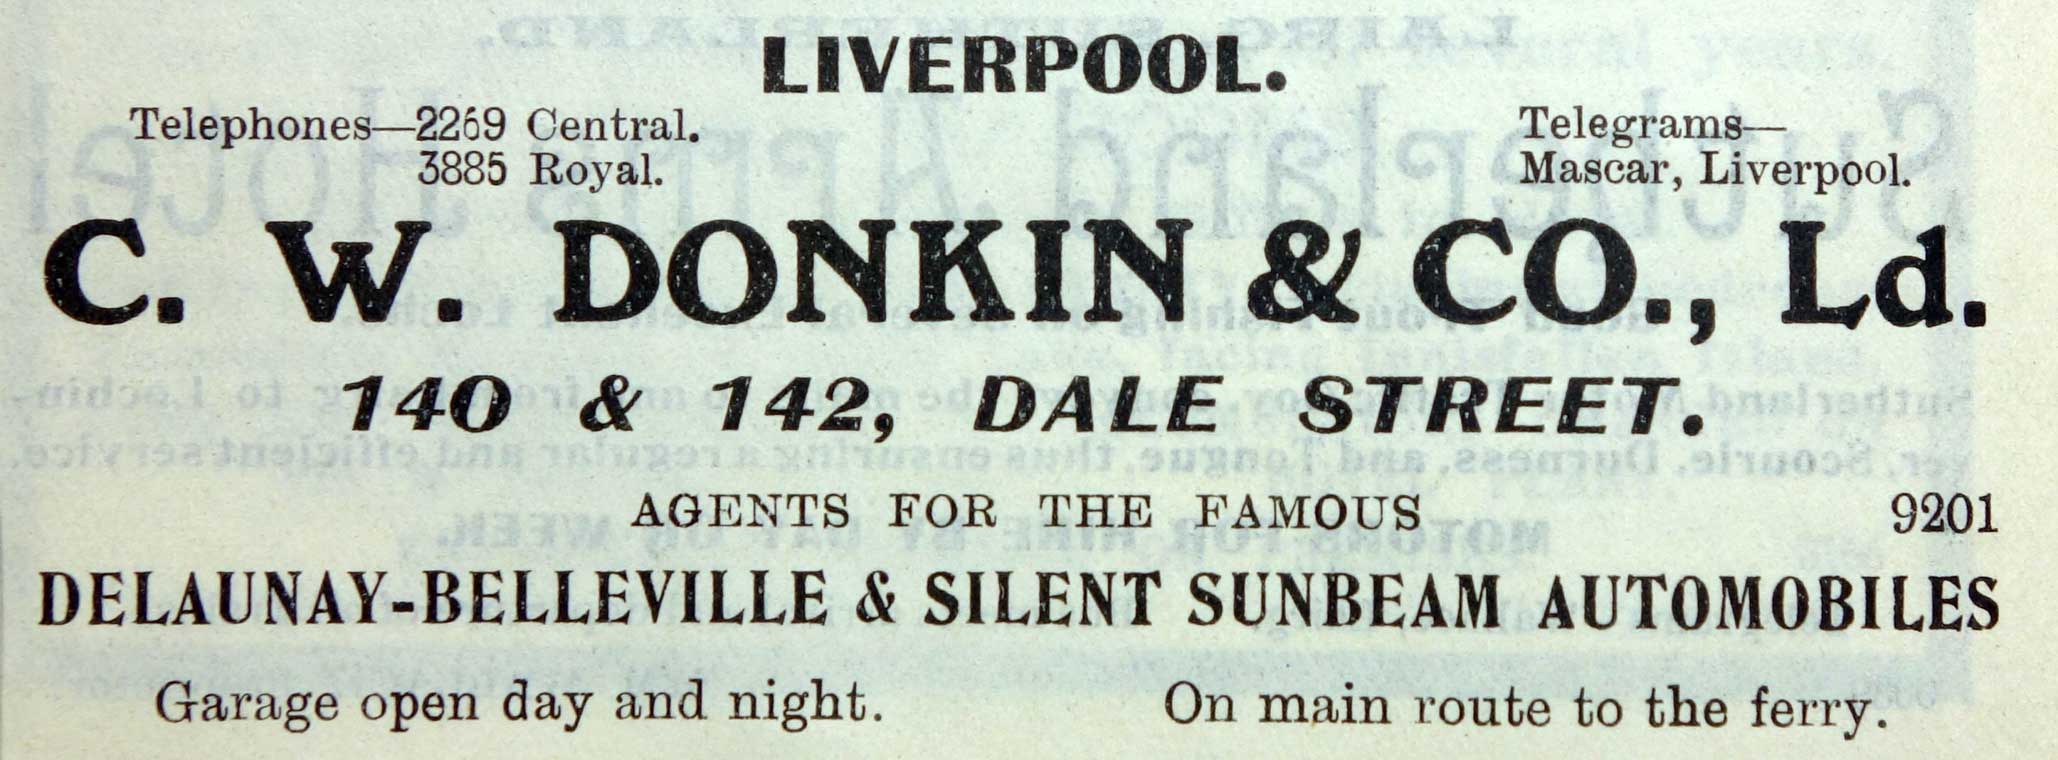 LIVERPOOL.
Telephones—2269 Central. Telegrams—
3885 Royal. Mascar, Liverpool.
C. W. DONKIN & CO., Ld.
140 & 142, DALE STREET.
AGENTS FOR THE FAMOUS 9201
DELAUNAY-BELLEVILLE & SILENT SUNBEAM AUTOMOBILES
Garage open day and night. On main route to the ferry.